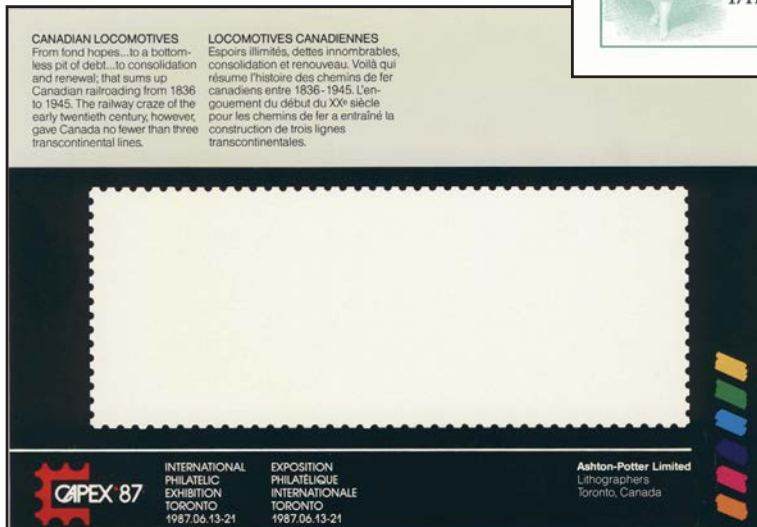 CANADIAN LOCOMOTIVES
From fond hopes...to a bottom-
less pit of debt...to consolidation
and renewal; that sums up
Canadian railroading from 1836
to 1945. The railway craze of the
early twentieth century, however,
gave Canada no fewer than three
transcontinental lines.
LOCOMOTIVES CANADIENNES
Espoirs illimités, dettes innombrables,
consolidation et renouveau. Voilà qui
résume l'histoire des chemins de fer
canadiens entre 1836-1945. L'en-
gouement du début du XXe siècle
pour les chemins de fer a entraîné la
construction de trois lignes
transcontinentales.
CAPEX 87
INTERNATIONAL
PHILATELIC
EXHIBITION
TORONTO
1987.06.13-21
EXPOSITION
PHILATÉLIQUE
INTERNATIONALE
TORONTO
1987.06.13-21
Ashton-Potter Limited
Lithographers
Toronto, Canada